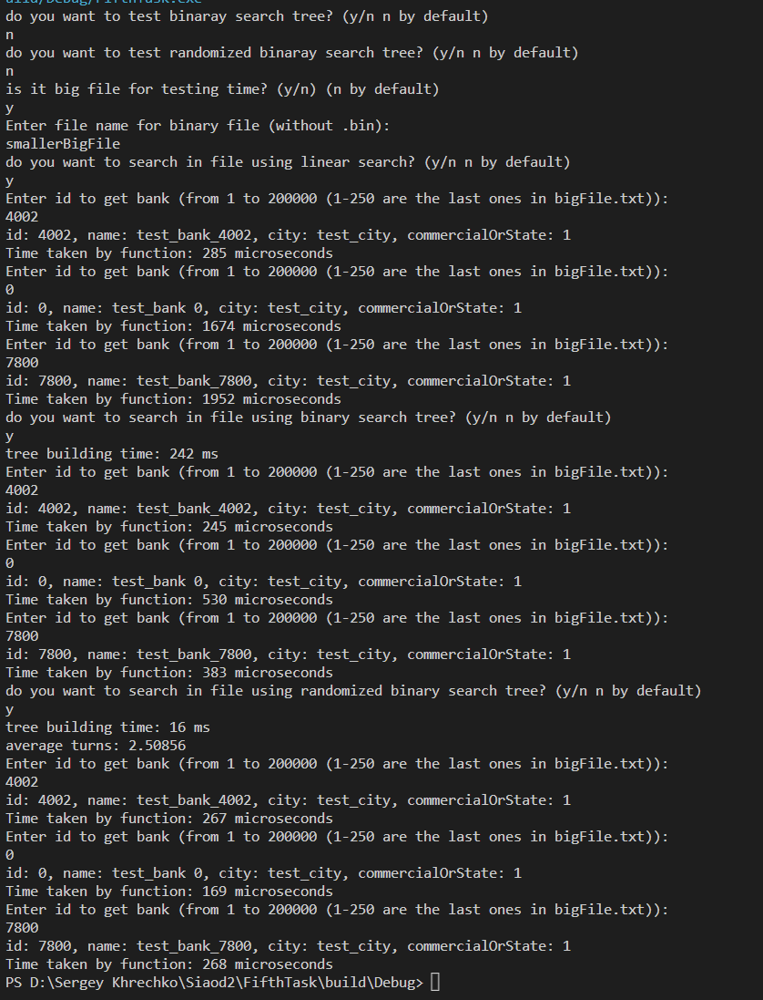 uild/Debug/FifthTask.exe
do you want to test binaray search tree? (y/n n by default)
n
do you want to test randomized binaray search tree? (y/n n by default)
n
is it big file for testing time? (y/n) (n by default)
y
Enter file name for binary file (without .bin):
smallerBigFile
do you want to search in file using linear search? (y/n n by default)
y
Enter id to get bank (from 1 to 200000 (1-250 are the last ones in bigFile.txt)):
4002
id: 4002, name: test_bank_4002, city: test_city, commercialOrState: 1
Time taken by function: 285 microseconds
Enter id to get bank (from 1 to 200000 (1-250 are the last ones in bigFile.txt)):
0
id: 0, name: test_bank 0, city: test_city, commercialOrState: 1
Time taken by function: 1674 microseconds
Enter id to get bank (from 1 to 200000 (1-250 are the last ones in bigFile.txt)):
7800
id: 7800, name: test_bank_7800, city: test_city, commercialOrState: 1
Time taken by function: 1952 microseconds
do you want to search in file using binary search tree? (y/n n by default)
y
tree building time: 242 ms
Enter id to get bank (from 1 to 200000 (1-250 are the last ones in bigFile.txt)):
4002
id: 4002, name: test_bank_4002, city: test_city, commercialOrState: 1
Time taken by function: 245 microseconds
Enter id to get bank (from 1 to 200000 (1-250 are the last ones in bigFile.txt)):
0
id: 0, name: test_bank 0, city: test_city, commercialOrState: 1
Time taken by function: 530 microseconds
Enter id to get bank (from 1 to 200000 (1-250 are the last ones in bigFile.txt)):
7800
id: 7800, name: test_bank_7800, city: test_city, commercialOrState: 1
Time taken by function: 383 microseconds
do you want to search in file using randomized binary search tree? (y/n n by default)
y
tree building time: 16 ms
average turns: 2.50856
Enter id to get bank (from 1 to 200000 (1-250 are the last ones in bigFile.txt)):
4002
id: 4002, name: test_bank_4002, city: test_city, commercialOrState: 1
Time taken by function: 267 microseconds
Enter id to get bank (from 1 to 200000 (1-250 are the last ones in bigFile.txt)):
0
id: 0, name: test_bank 0, city: test_city, commercialOrState: 1
Time taken by function: 169 microseconds
Enter id to get bank (from 1 to 200000 (1-250 are the last ones in bigFile.txt)):
7800
id: 7800, name: test_bank_7800, city: test_city, commercialOrState: 1
Time taken by function: 268 microseconds
PS D:\Sergey Khrechko\Siaod2\FifthTask\build\Debug>